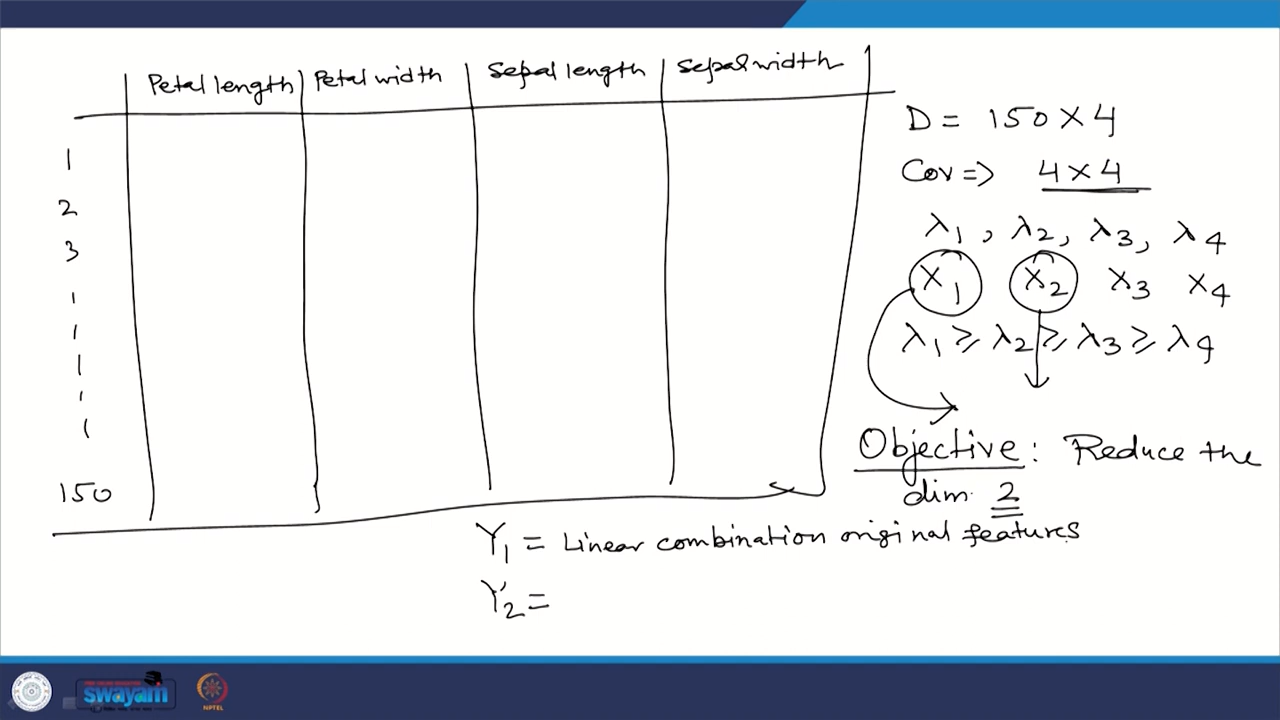 Petal length Petal width Sepal length Sepal width
1
2
3
150
D = 150 X 4
Cov => 4 X 4
λ1, λ2, λ3, λ4
X1 X2 X3 X4
λ1 ≥ λ2 ≥ λ3 ≥ λ4
Objective: Reduce the
dim. 2
Y1 = Linear combination original features
Y2 =
swayam
NPTEL